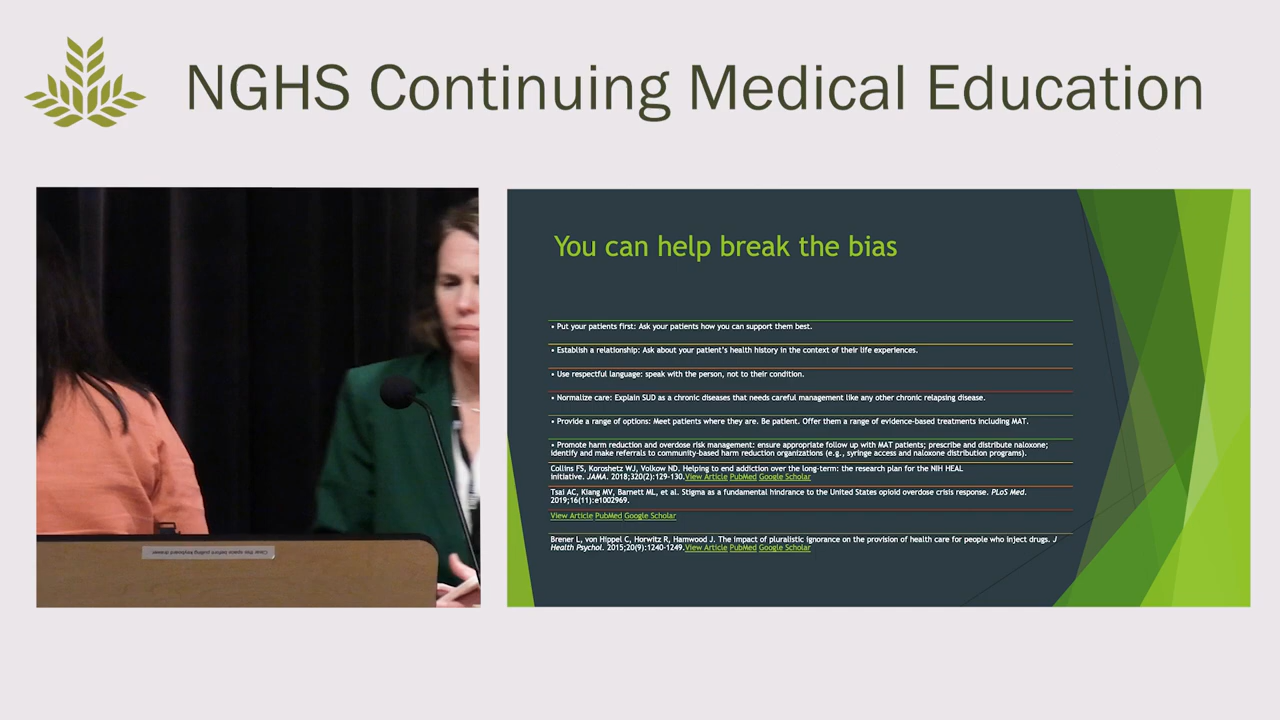 NGHS Continuing Medical Education
You can help break the bias
• Put your patients first: Ask your patients how you can support them best.
• Establish a relationship: Ask about your patient's health history in the context of their life experiences.
• Use respectful language: speak with the person, not to their condition.
• Normalize care: Explain SUD as a chronic diseases that needs careful management like any other chronic relapsing disease.
• Provide a range of options: Meet patients where they are. Be patient. Offer them a range of evidence-based treatments including MAT.
• Promote harm reduction and overdose risk management: ensure appropriate follow up with MAT patients; prescribe and distribute naloxone;
identify and make referrals to community-based harm reduction organizations (e.g., syringe access and naloxone distribution programs).
Collins FS, Koroshetz WJ, Volkow ND. Helping to end addiction over the long-term: the research plan for the NIH HEAL
initiative. JAMA. 2018;320(2):129-130.View Article PubMed Google Scholar
Tsai AC, Kiang MV, Barnett ML, et al. Stigma as a fundamental hindrance to the United States opioid overdose crisis response. PLoS Med.
2019;16(11):e1002969.
View Article PubMed Google Scholar
Brener L, von Hippel C, Horwitz R, Hamwood J. The impact of pluralistic ignorance on the provision of health care for people who inject drugs. J
Health Psychol. 2015;20(9):1240-1249.View Article PubMed Google Scholar
Clear this space before pulling keyboard drawer